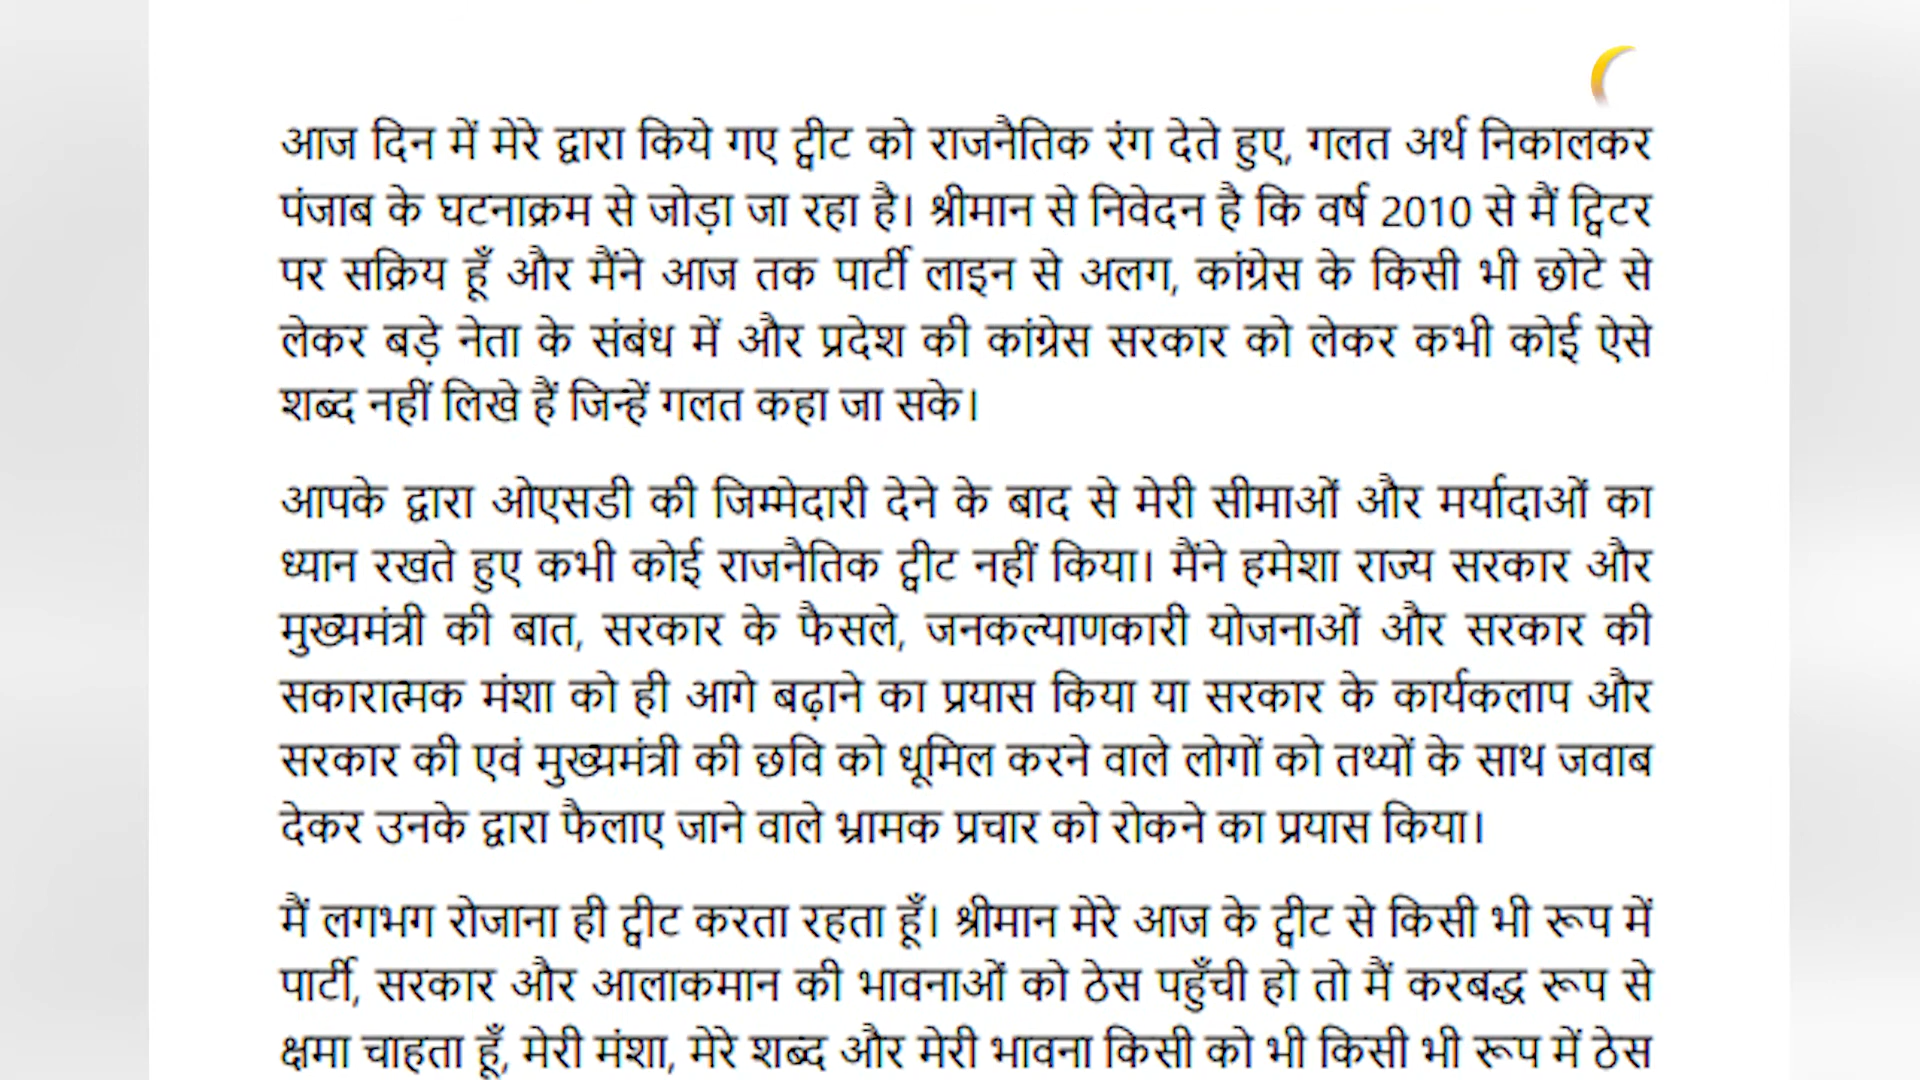 आज दिन में मेरे द्वारा किये गए ट्वीट को राजनैतिक रंग देते हुए, गलत अर्थ निकालकर
पंजाब के घटनाक्रम से जोड़ा जा रहा है। श्रीमान से निवेदन है कि वर्ष 2010 से मैं ट्विटर
पर सक्रिय हूँ और मैंने आज तक पार्टी लाइन से अलग, कांग्रेस के किसी भी छोटे से
लेकर बड़े नेता के संबंध में और प्रदेश की कांग्रेस सरकार को लेकर कभी कोई ऐसे
शब्द नहीं लिखे हैं जिन्हें गलत कहा जा सके।
आपके द्वारा ओएसडी की जिम्मेदारी देने के बाद से मेरी सीमाओं और मर्यादाओं का
ध्यान रखते हुए कभी कोई राजनैतिक ट्वीट नहीं किया। मैंने हमेशा राज्य सरकार और
मुख्यमंत्री की बात, सरकार के फैसले, जनकल्याणकारी योजनाओं और सरकार की
सकारात्मक मंशा को ही आगे बढ़ाने का प्रयास किया या सरकार के कार्यकलाप और
सरकार की एवं मुख्यमंत्री की छवि को धूमिल करने वाले लोगों को तथ्यों के साथ जवाब
देकर उनके द्वारा फैलाए जाने वाले भ्रामक प्रचार को रोकने का प्रयास किया।
मैं लगभग रोजाना ही ट्वीट करता रहता हूँ। श्रीमान मेरे आज के ट्वीट से किसी भी रूप में
पार्टी, सरकार और आलाकमान की भावनाओं को ठेस पहुँची हो तो मैं करबद्ध रूप से
क्षमा चाहता हूँ, मेरी मंशा, मेरे शब्द और मेरी भावना किसी को भी किसी भी रूप में ठेस